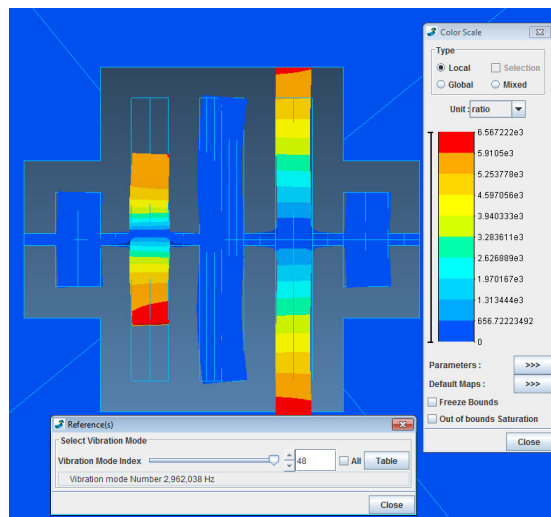 Color Scale
Type
Local
Selection
Global
Mixed
Unit : ratio
6.567222e3
5.9105e3
5.253778e3
4.597056e3
3.940333e3
3.283611e3
2.626889e3
1.970167e3
1.313444e3
656.72223492
0
Parameters :
>>>
Default Maps :
>>>
Freeze Bounds
Out of bounds Saturation
Close
Reference(s)
Select Vibration Mode
Vibration Mode Index
48
All
Table
Vibration mode Number 2,962,038 Hz
Close